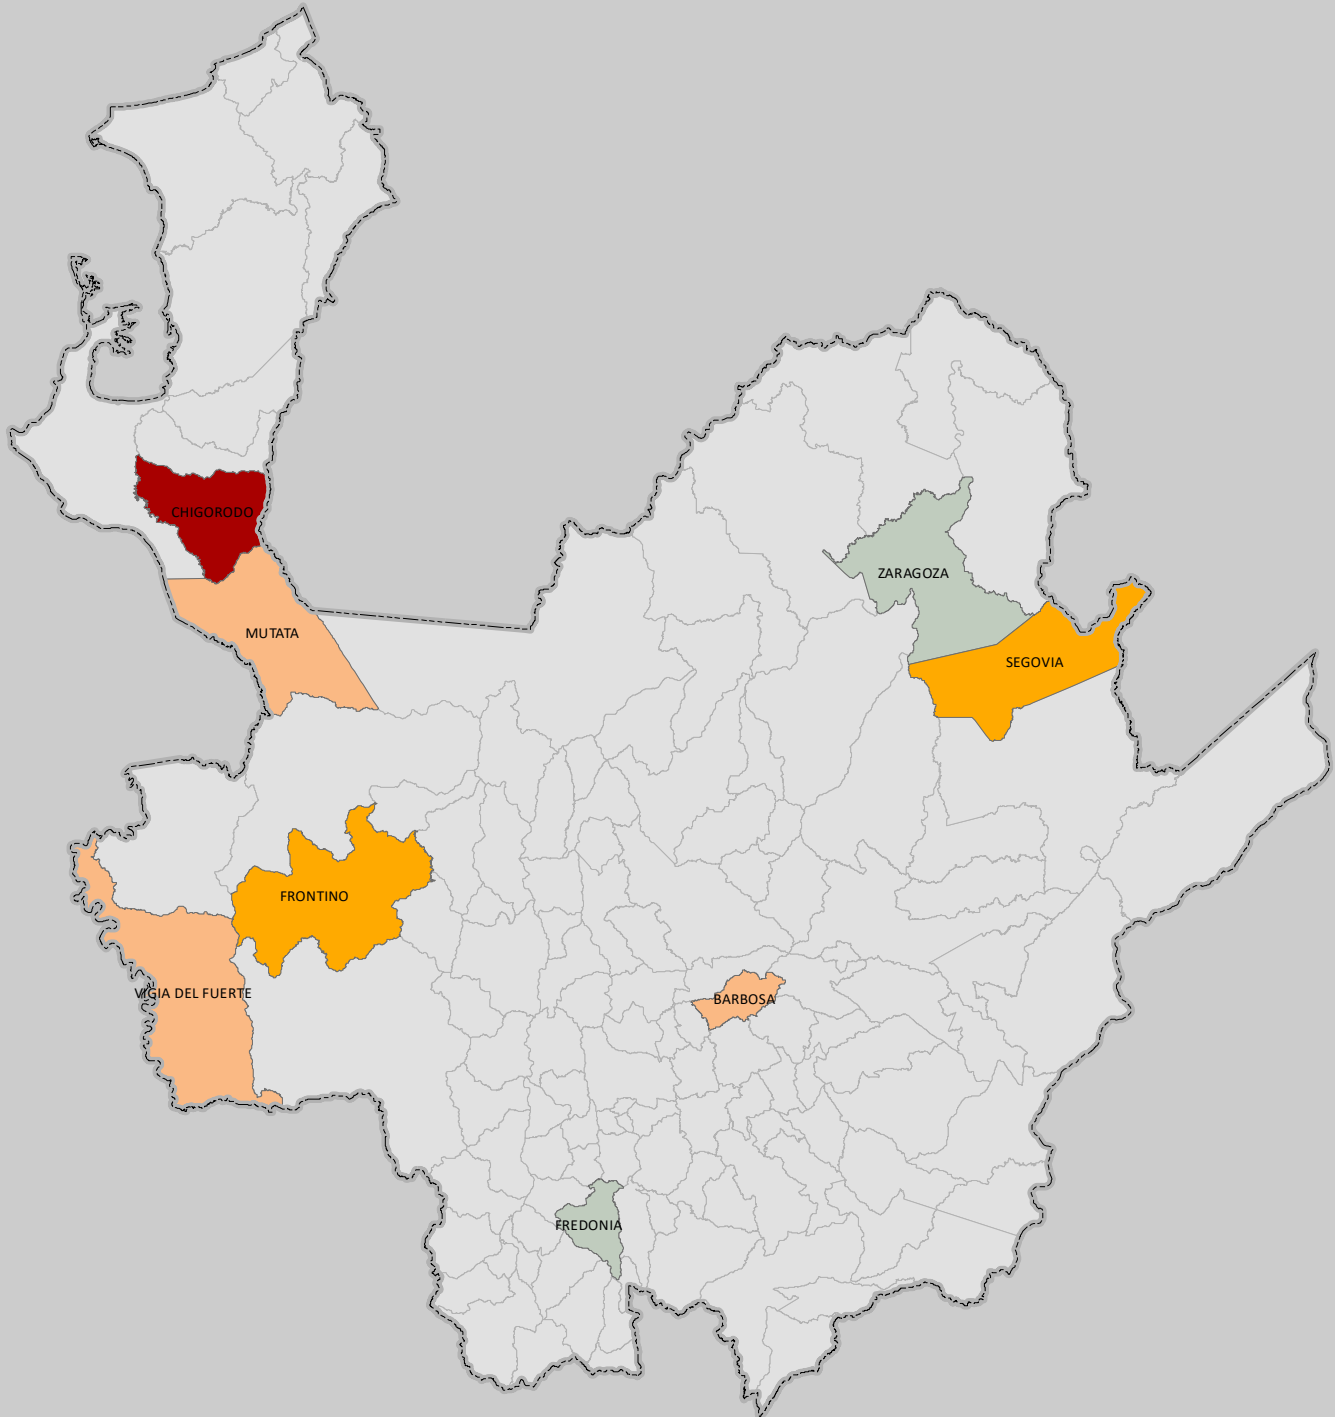 CHIGORODO
ZARAGOZA
MUTATA
SEGOVIA
FRONTINO
VIGIA DEL FUERTE
BARBOSA
FREDONIA